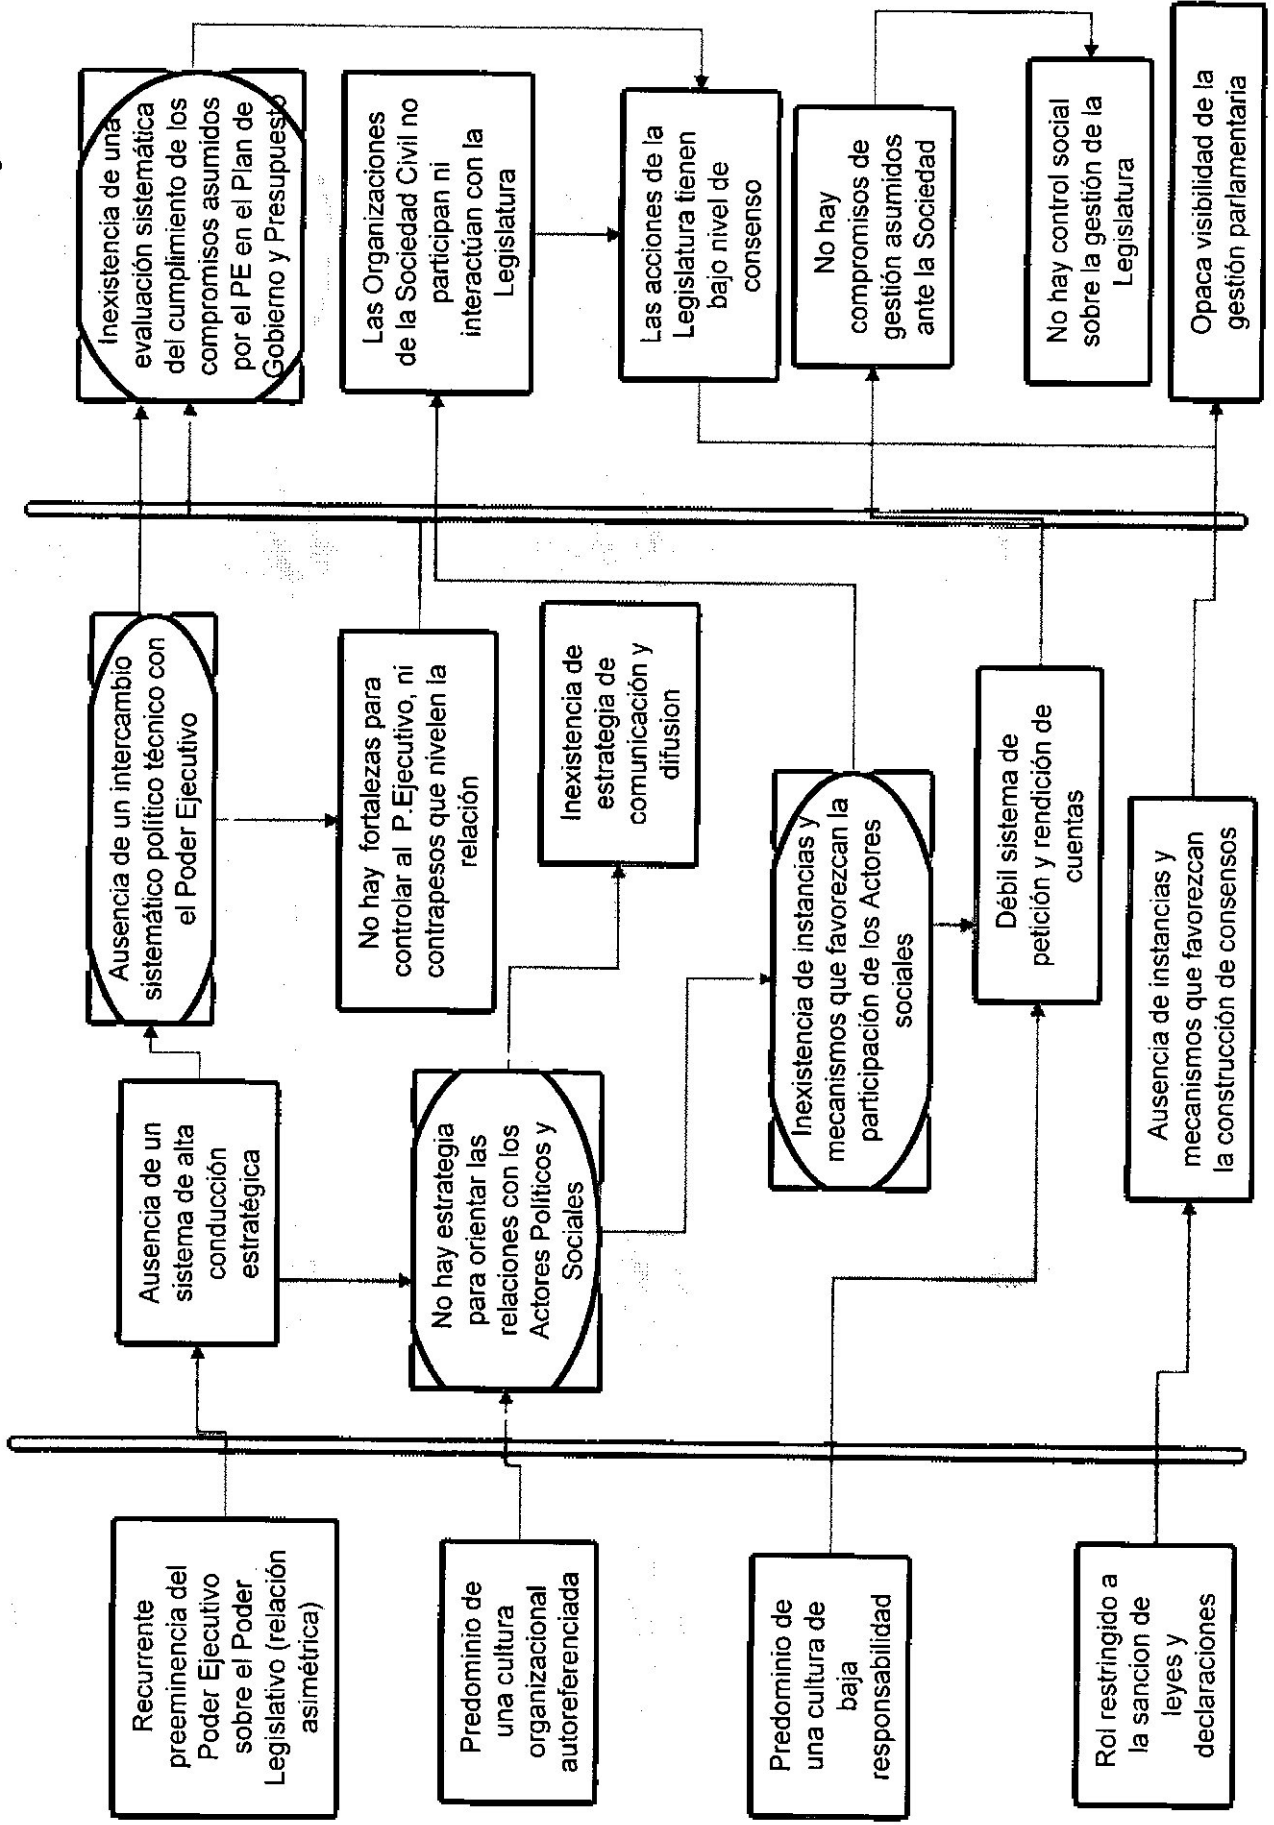 Recurrente
preeminencia del
Poder Ejecutivo
sobre el Poder
Legislativo (relación
asimétrica)
Predominio de
una cultura
organizacional
autoreferenciada
Predominio de
una cultura de
baja
responsabilidad
Rol restringido a
la sancion de
leyes y
declaraciones
Ausencia de un
sistema de alta
conducción
estratégica
No hay estrategia
para orientar las
relaciones con los
Actores Políticos y
Sociales
Ausencia de un intercambio
sistemático político técnico con
el Poder Ejecutivo
No hay fortalezas para
controlar al P.Ejecutivo, ni
contrapesos que nivelen la
relación
Inexistencia de
estrategia de
comunicación y
difusion
Inexistencia de instancias y
mecanismos que favorezcan la
participación de los Actores
sociales
Débil sistema de
petición y rendición de
cuentas
Ausencia de instancias y
mecanismos que favorezcan
la construcción de consensos
Inexistencia de una
evaluación sistemática
del cumplimiento de los
compromisos asumidos
por el PE en el Plan de
Gobierno y Presupuesto
Las Organizaciones
de la Sociedad Civil no
participan ni
interactúan con la
Legislatura
Las acciones de la
Legislatura tienen
bajo nivel de
consenso
No hay
compromisos de
gestión asumidos
ante la Sociedad
No hay control social
sobre la gestión de la
Legislatura
Opaca visibilidad de la
gestión parlamentaria